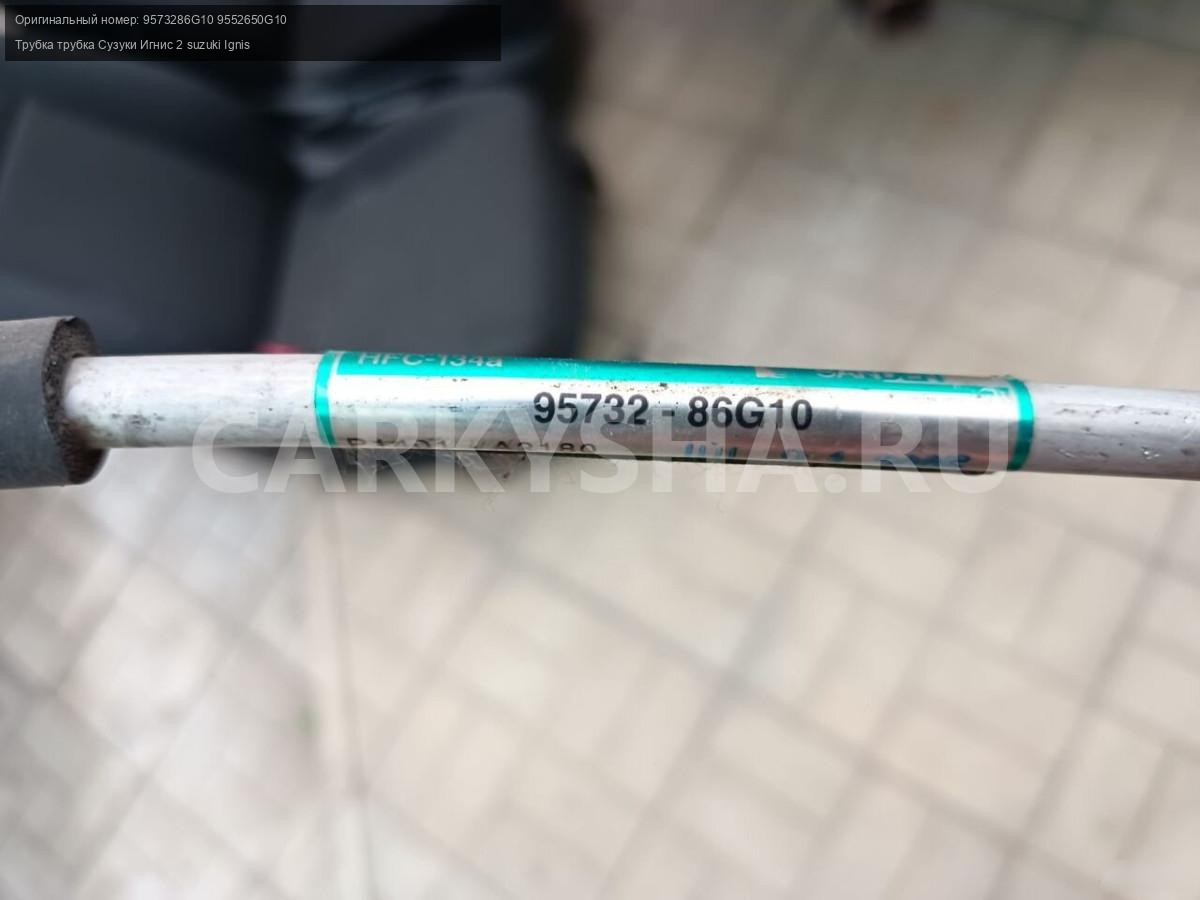 Оригинальный номер: 9573286G10 9552650G10
Трубка трубка Сузуки Игнис 2 suzuki Ignis
HFC-134a
95732 - 86G10
CARKYSHA.RU